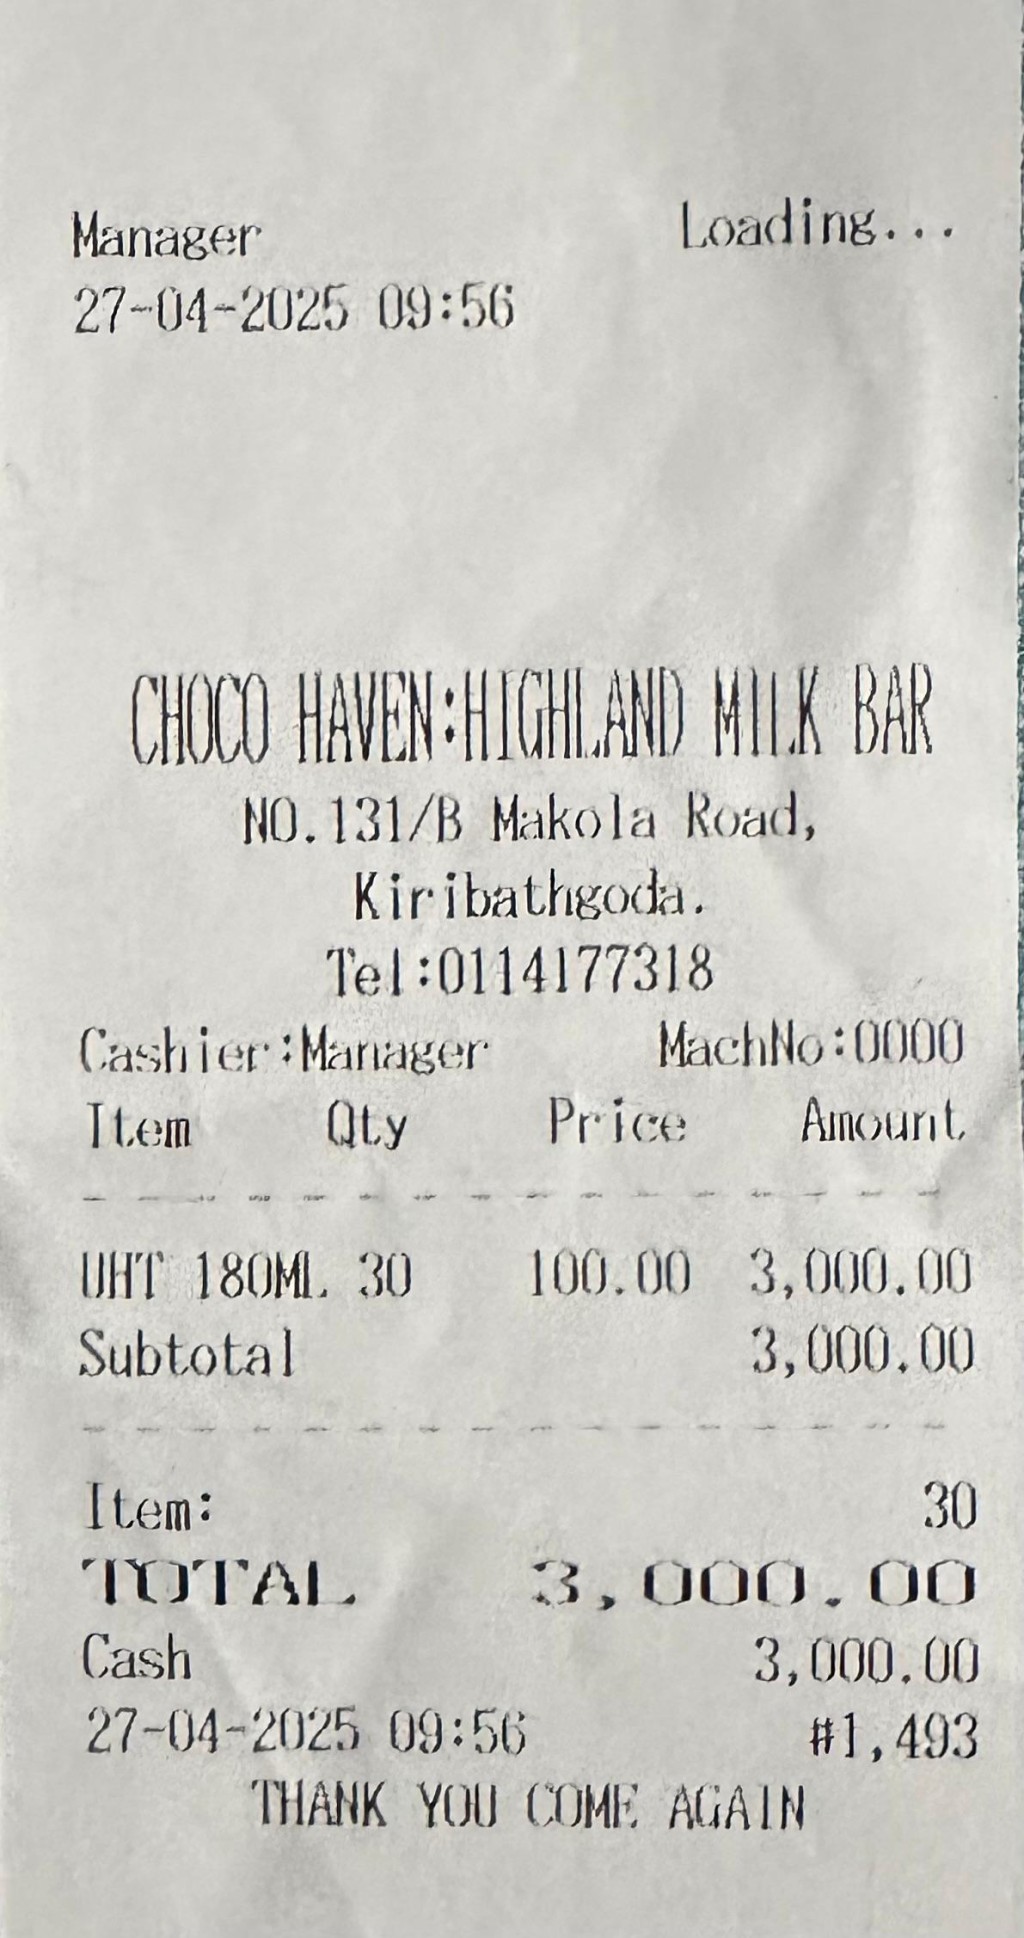 Manager Loading...
27-04-2025 09:56
CHOCO HAVEN:HIGHLAND MILK BAR
NO.131/B Makola Road,
Kiribathgoda.
Tel:0114177318
Cashier:Manager MachNo:0000
Item Qty Price Amount
UHT 180ML 30 100.00 3,000.00
Subtotal 3,000.00
Item: 30
TOTAL 3,000.00
Cash 3,000.00
27-04-2025 09:56 #1,493
THANK YOU COME AGAIN